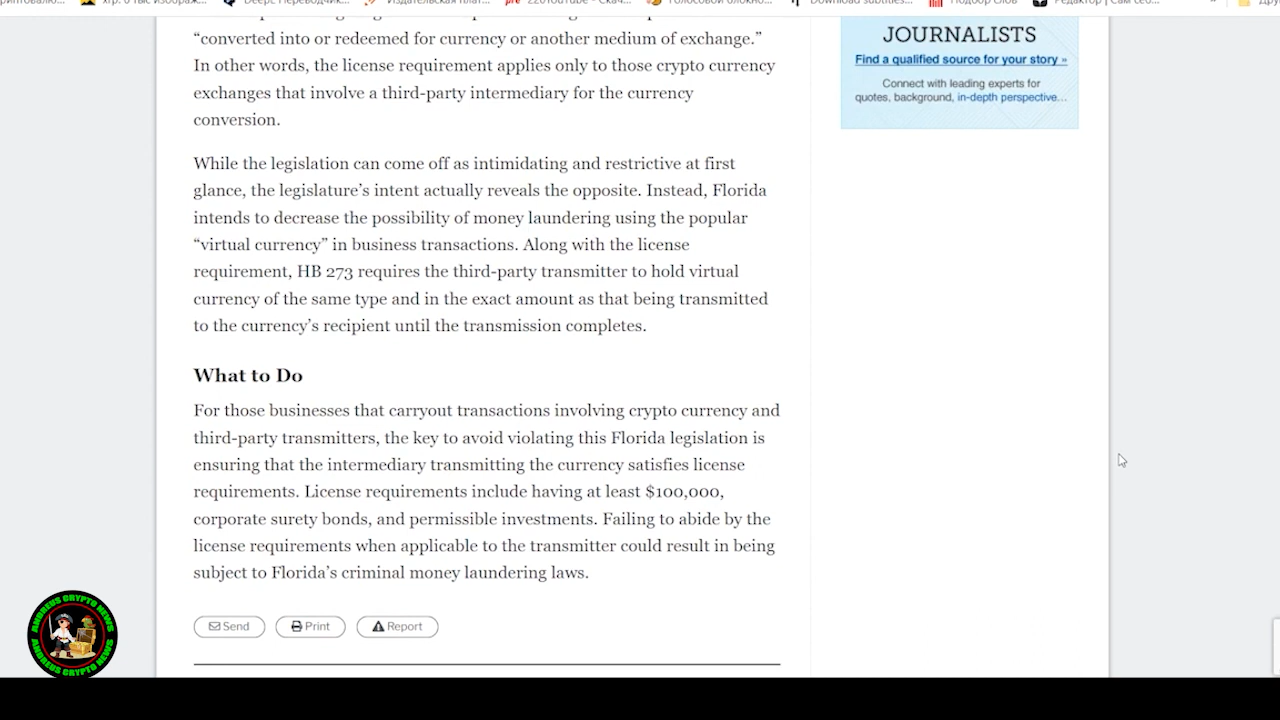 “converted into or redeemed for currency or another medium of exchange.”
In other words, the license requirement applies only to those crypto currency
exchanges that involve a third-party intermediary for the currency
conversion.
While the legislation can come off as intimidating and restrictive at first
glance, the legislature’s intent actually reveals the opposite. Instead, Florida
intends to decrease the possibility of money laundering using the popular
“virtual currency” in business transactions. Along with the license
requirement, HB 273 requires the third-party transmitter to hold virtual
currency of the same type and in the exact amount as that being transmitted
to the currency’s recipient until the transmission completes.
What to Do
For those businesses that carryout transactions involving crypto currency and
third-party transmitters, the key to avoid violating this Florida legislation is
ensuring that the intermediary transmitting the currency satisfies license
requirements. License requirements include having at least $100,000,
corporate surety bonds, and permissible investments. Failing to abide by the
license requirements when applicable to the transmitter could result in being
subject to Florida’s criminal money laundering laws.
Send Print Report
JOURNALISTS
Find a qualified source for your story »
Connect with leading experts for
quotes, background, in-depth perspective...
ANDREUS CRYPTO NEWS
ANDREUS CRYPTO NEWS